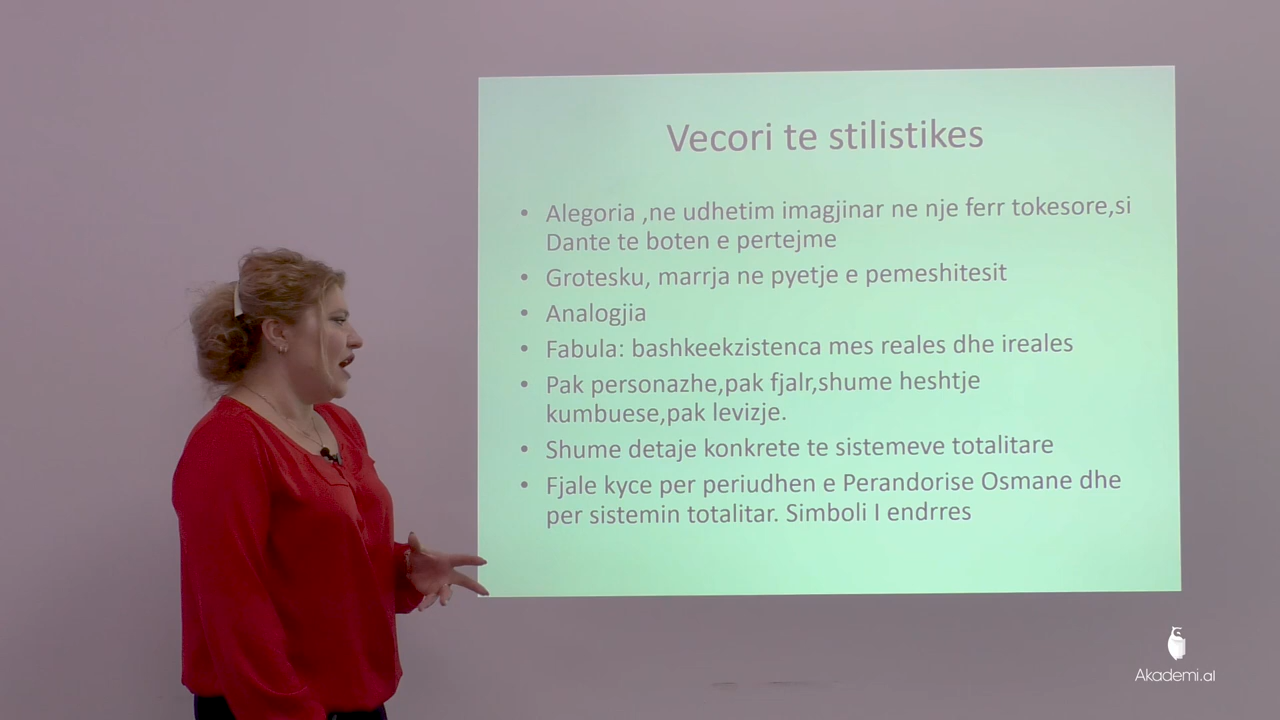 Vecori te stilistikes
• Alegoria ,ne udhetim imagjinar ne nje ferr tokesore,si
Dante te boten e pertejme
• Grotesku, marrja ne pyetje e pemeshitesit
• Analogjia
• Fabula: bashkeekzistenca mes reales dhe ireales
• Pak personazhe,pak fjalr,shume heshtje
kumbuese,pak levizje.
• Shume detaje konkrete te sistemeve totalitare
• Fjale kyce per periudhen e Perandorise Osmane dhe
per sistemin totalitar. Simboli I endrres
Akademi.al